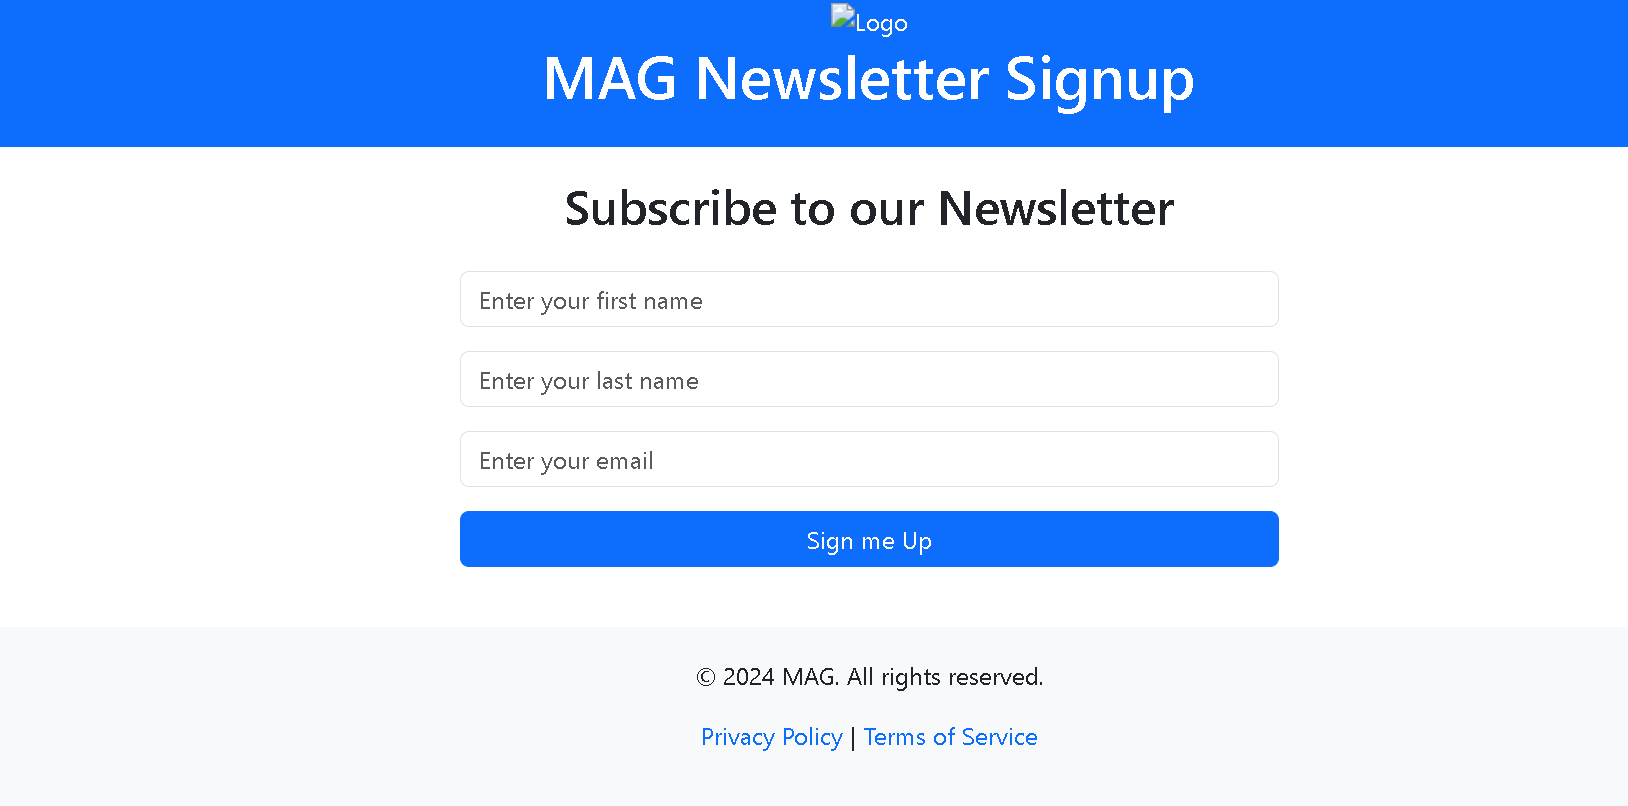 Logo
MAG Newsletter Signup
Subscribe to our Newsletter
Enter your first name
Enter your last name
Enter your email
Sign me Up
© 2024 MAG. All rights reserved.
Privacy Policy | Terms of Service